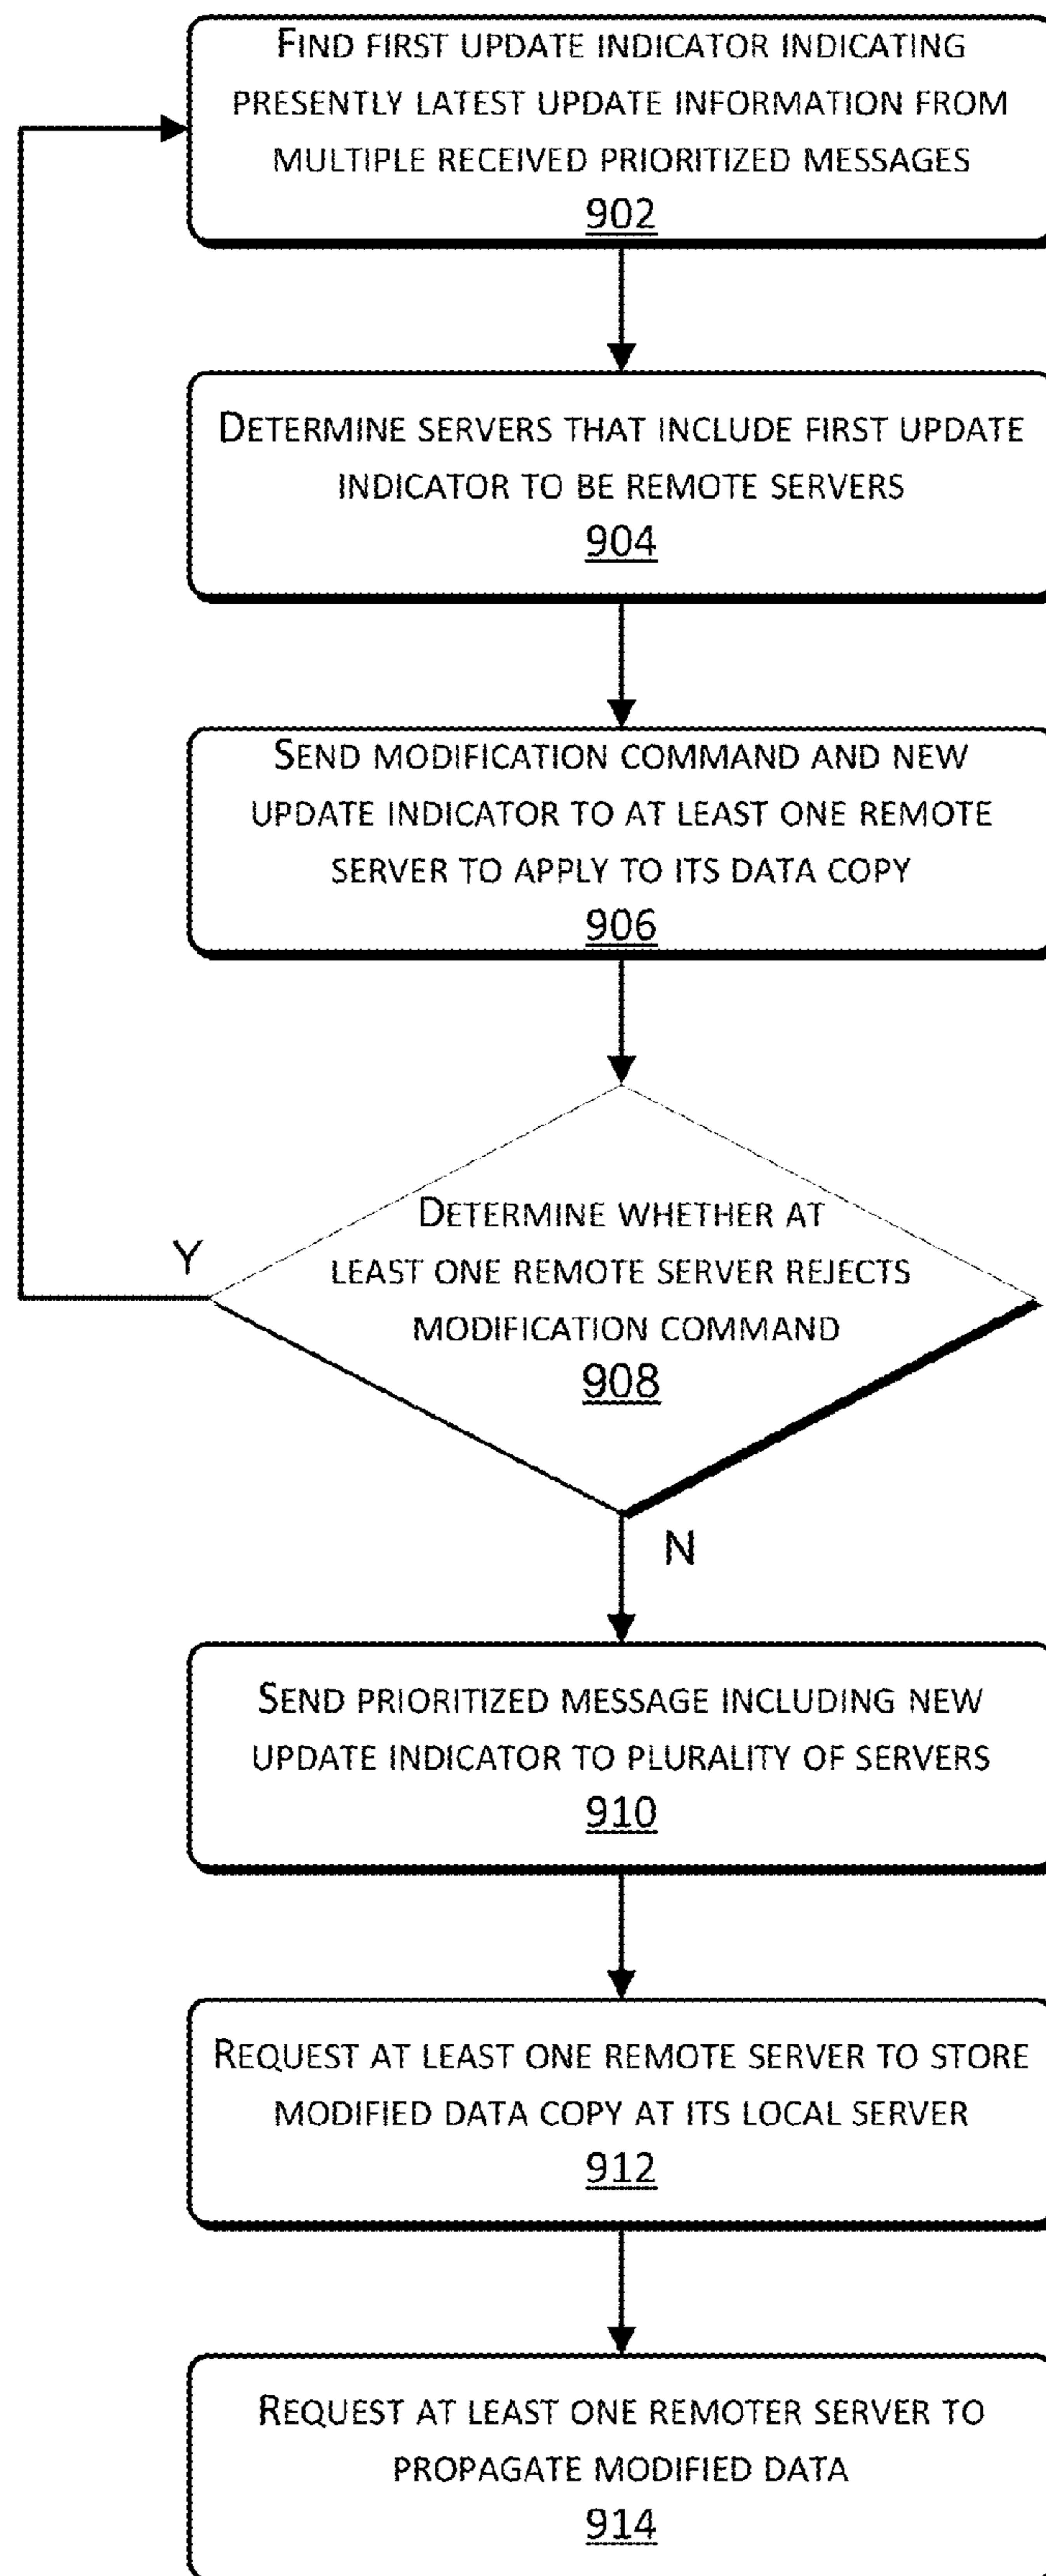 FIND FIRST UPDATE INDICATOR INDICATING
PRESENTLY LATEST UPDATE INFORMATION FROM
MULTIPLE RECEIVED PRIORITIZED MESSAGES
902
DETERMINE SERVERS THAT INCLUDE FIRST UPDATE
INDICATOR TO BE REMOTE SERVERS
904
SEND MODIFICATION COMMAND AND NEW
UPDATE INDICATOR TO AT LEAST ONE REMOTE
SERVER TO APPLY TO ITS DATA COPY
906
DETERMINE WHETHER AT
LEAST ONE REMOTE SERVER REJECTS
MODIFICATION COMMAND
908
Y
N
SEND PRIORITIZED MESSAGE INCLUDING NEW
UPDATE INDICATOR TO PLURALITY OF SERVERS
910
REQUEST AT LEAST ONE REMOTE SERVER TO STORE
MODIFIED DATA COPY AT ITS LOCAL SERVER
912
REQUEST AT LEAST ONE REMOTER SERVER TO
PROPAGATE MODIFIED DATA
914